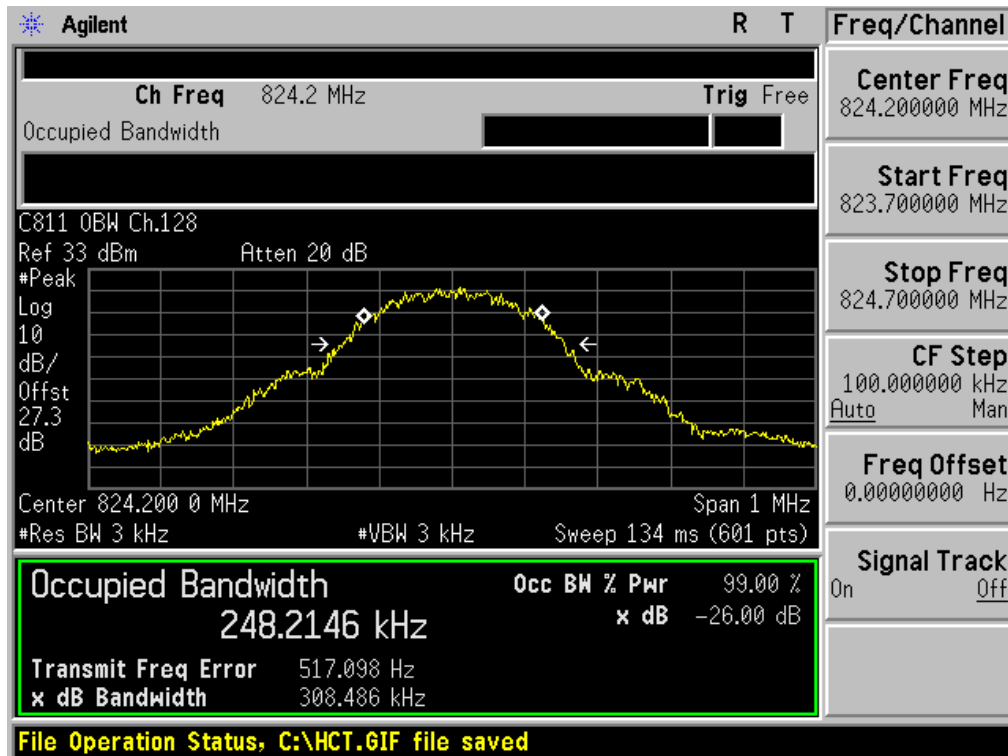 Agilent R T
Freq/Channel
Ch Freq 824.2 MHz Trig Free
Occupied Bandwidth
C811 OBW Ch.128
Ref 33 dBm Atten 20 dB
#Peak
Log
10
dB/
Offst
27.3
dB
Center 824.200 0 MHz Span 1 MHz
#Res BW 3 kHz #VBW 3 kHz Sweep 134 ms (601 pts)
Occupied Bandwidth
248.2146 kHz
Occ BW % Pwr 99.00 %
x dB -26.00 dB
Transmit Freq Error 517.098 Hz
x dB Bandwidth 308.486 kHz
Center Freq
824.200000 MHz
Start Freq
823.700000 MHz
Stop Freq
824.700000 MHz
CF Step
100.000000 kHz
Auto Man
Freq Offset
0.00000000 Hz
Signal Track
On Off
File Operation Status, C:\HCT.GIF file saved